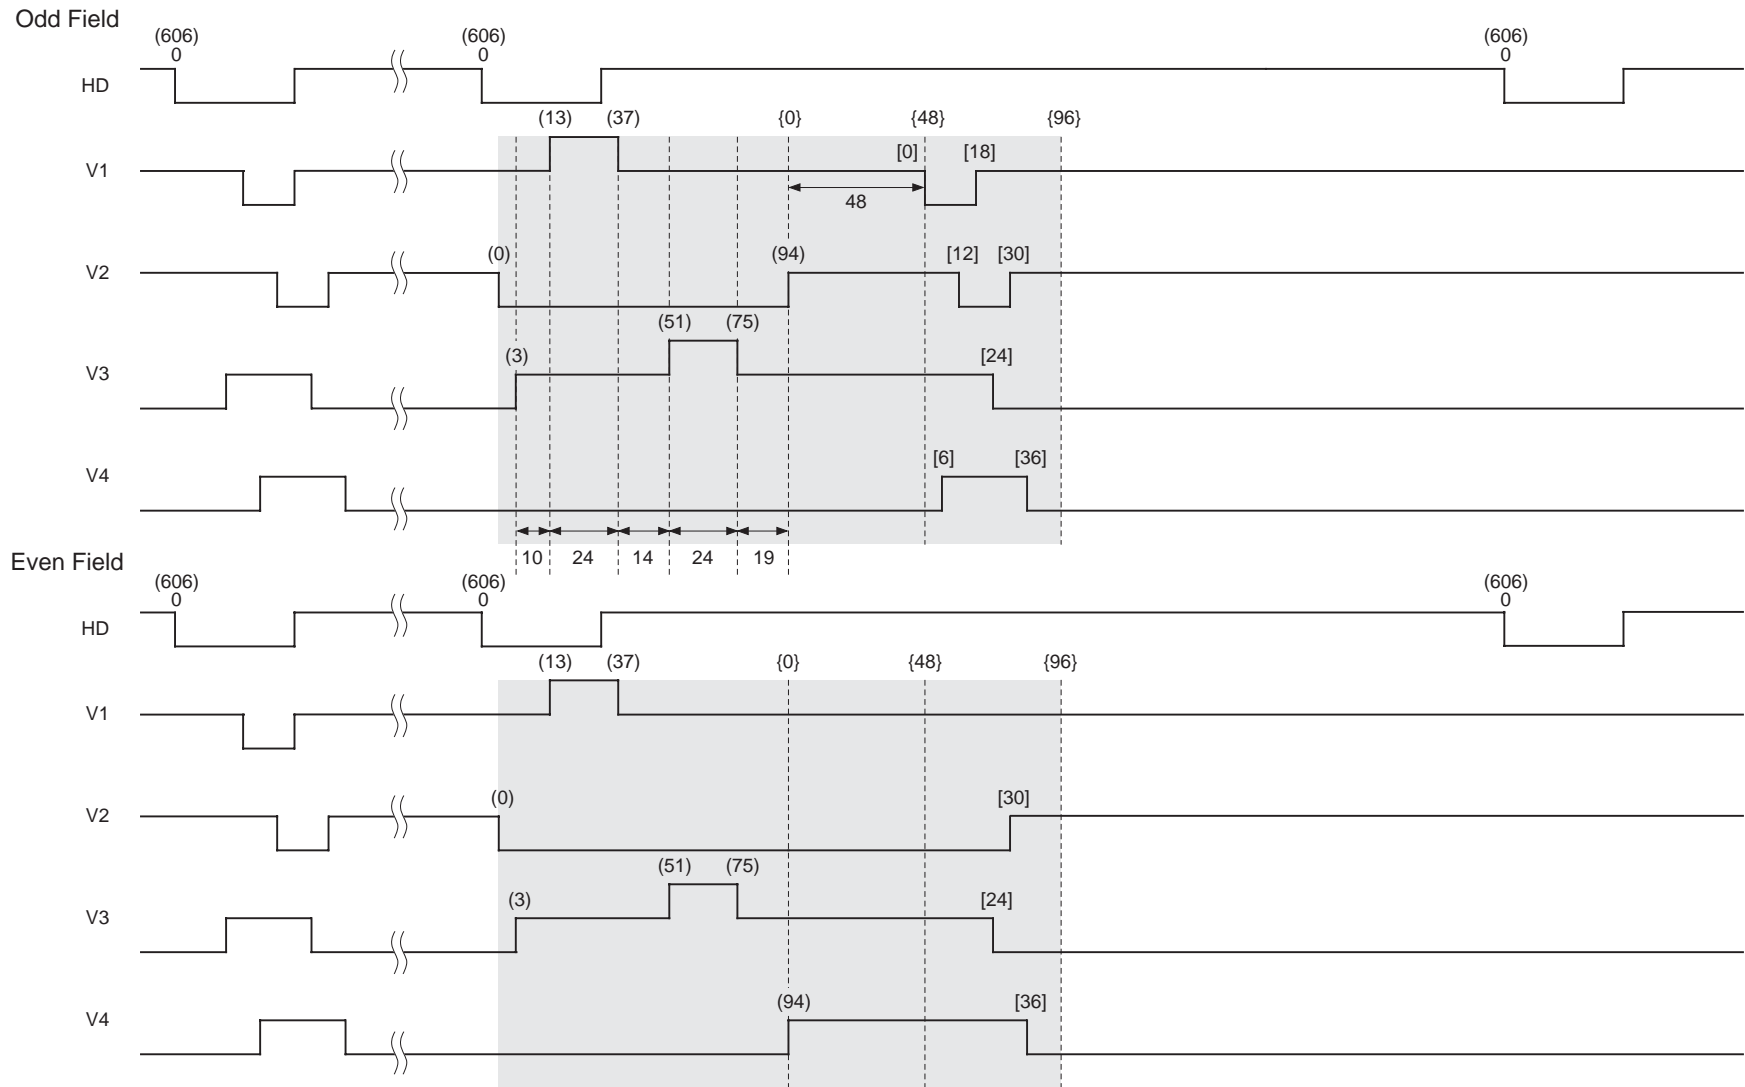 Odd Field
(606) (606) (606)
0 0 0
HD
(13) (37) {0} {48} {96}
[0] [18]
V1
48
(0) (94) [12] [30]
V2
(51) (75)
(3) [24]
V3
[6] [36]
V4
10 24 14 24 19
Even Field
(606) (606) (606)
0 0 0
HD
(13) (37) {0} {48} {96}
V1
(0) [30]
V2
(51) (75)
(3) [24]
V3
(94) [36]
V4